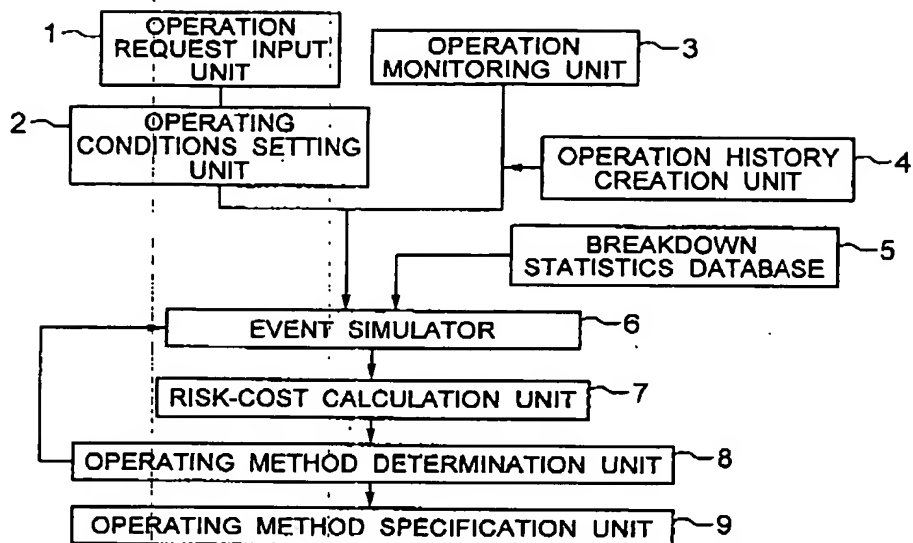 1
OPERATION
REQUEST INPUT
UNIT
OPERATION
MONITORING UNIT
3
2
OPERATING
CONDITIONS SETTING
UNIT
OPERATION HISTORY
CREATION UNIT
4
BREAKDOWN
STATISTICS DATABASE
5
EVENT SIMULATOR
6
RISK-COST CALCULATION UNIT
7
OPERATING METHOD DETERMINATION UNIT
8
OPERATING METHOD SPECIFICATION UNIT
9